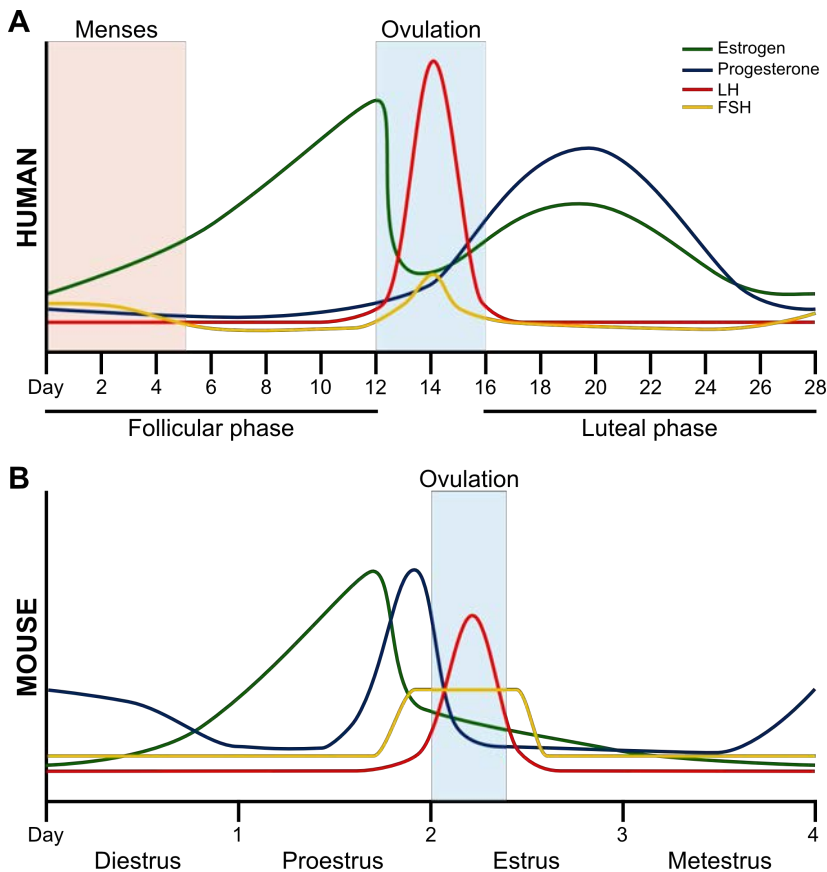 A
Menses
Ovulation
Estrogen
Progesterone
LH
FSH
HUMAN
Day 2 4 6 8 10 12 14 16 18 20 22 24 26 28
Follicular phase
Luteal phase
B
Ovulation
MOUSE
Day 1 2 3 4
Diestrus Proestrus Estrus Metestrus